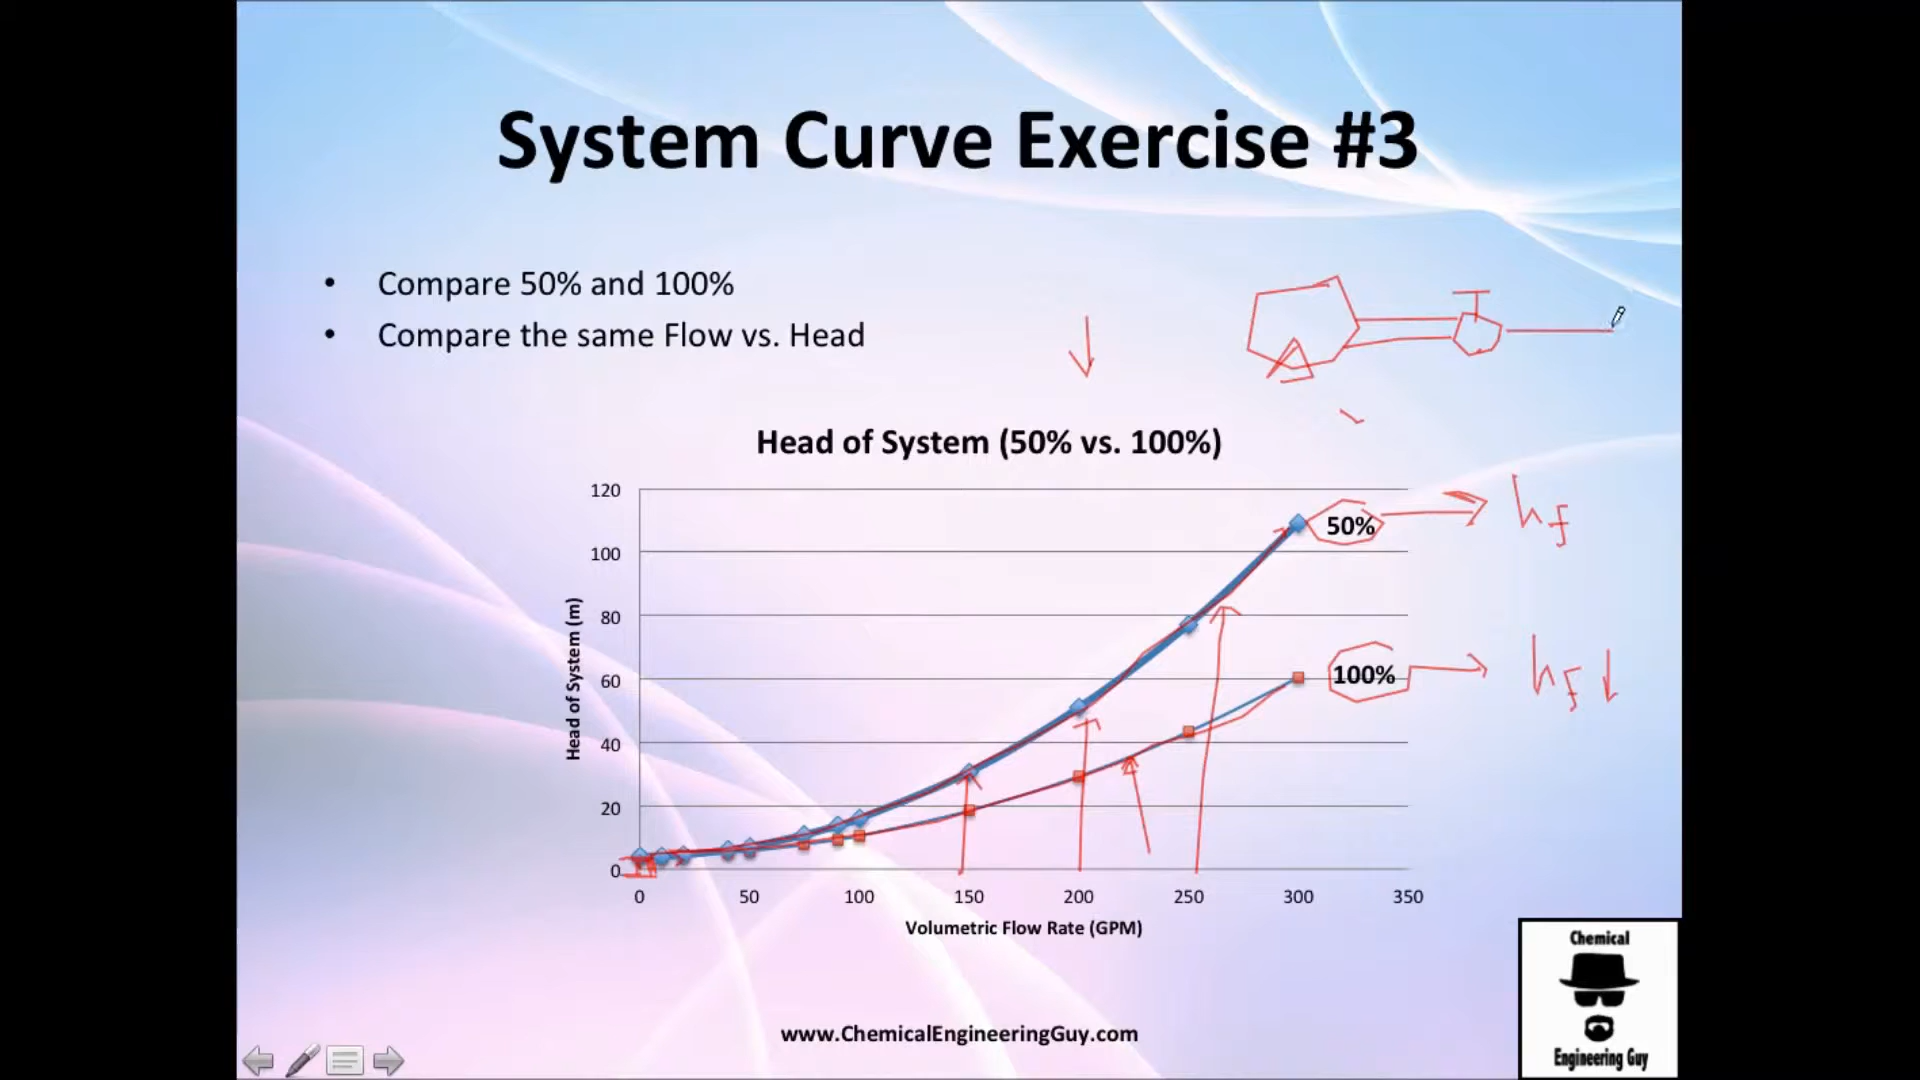 System Curve Exercise #3
• Compare 50% and 100%
• Compare the same Flow vs. Head
Head of System (50% vs. 100%)
120
100
80
60
40
20
0
Head of System (m)
50%
hf
100%
hf ↓
0 50 100 150 200 250 300 350
Volumetric Flow Rate (GPM)
www.ChemicalEngineeringGuy.com
Chemical
Engineering Guy